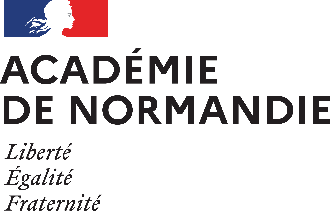 ACADÉMIE
DE NORMANDIE
Liberté
Égalité
Fraternité